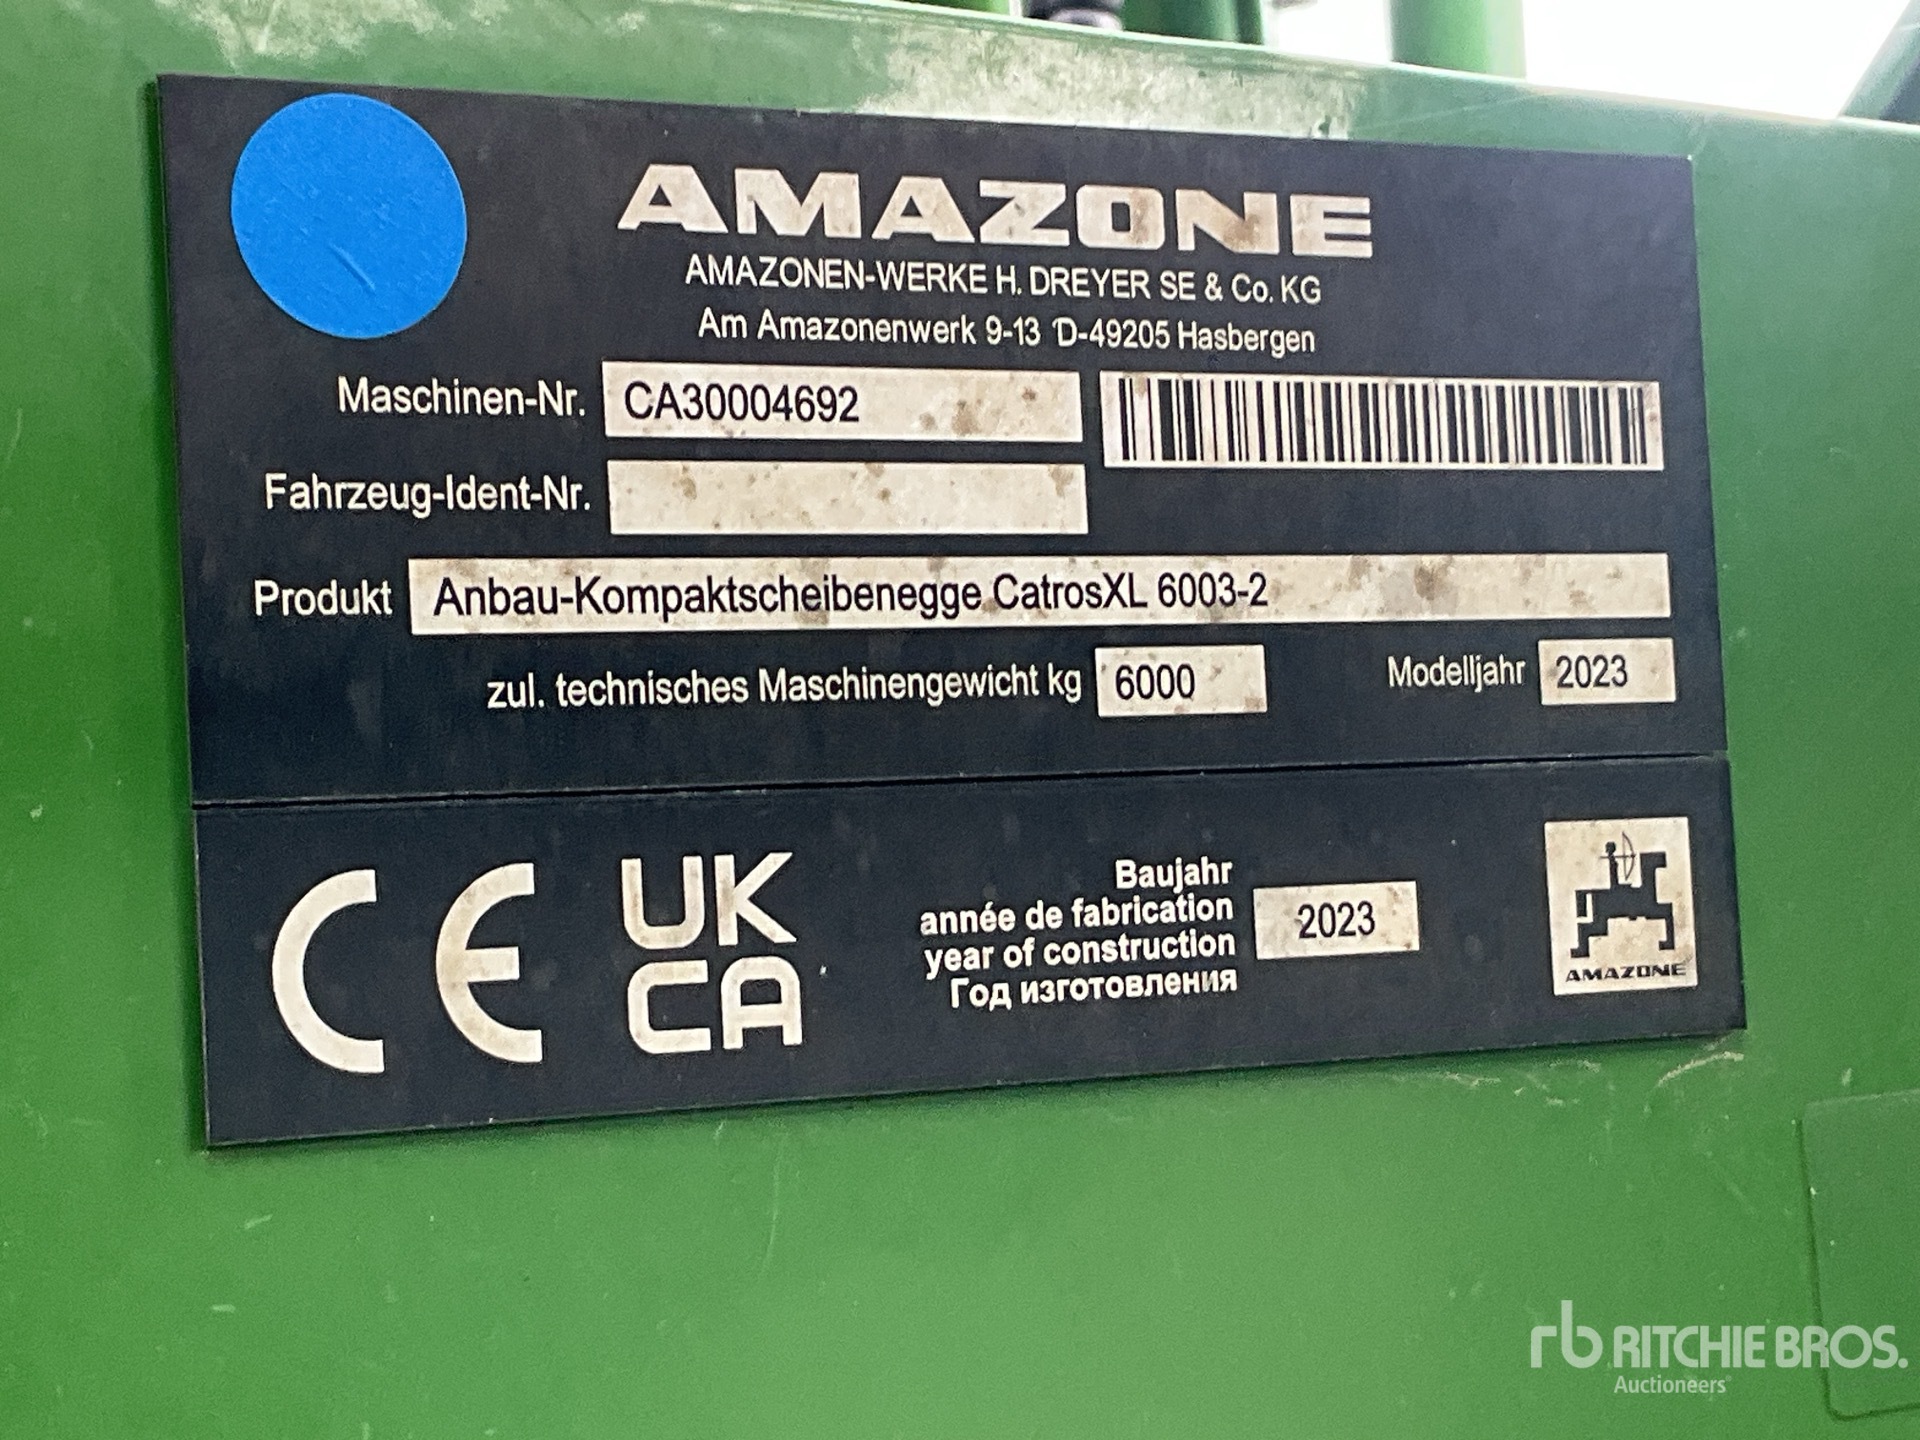 AMAZONE
AMAZONEN-WERKE H. DREYER SE & Co. KG
Am Amazonenwerk 9-13 D-49205 Hasbergen
Maschinen-Nr. CA30004692
Fahrzeug-Ident-Nr.
Produkt Anbau-Kompaktscheibenegge CatrosXL 6003-2
zul. technisches Maschinengewicht kg 6000 Modelljahr 2023
CE
UK
CA
Baujahr
année de fabrication
year of construction
Год изготовления
2023
AMAZONE
rb RITCHIE BROS.
Auctioneers